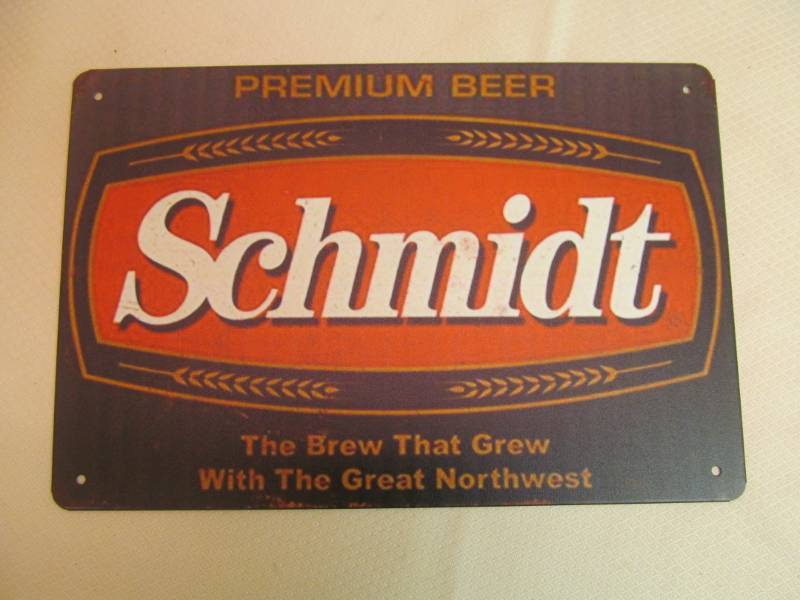 PREMIUM BEER
Schmidt
The Brew That Grew
With The Great Northwest